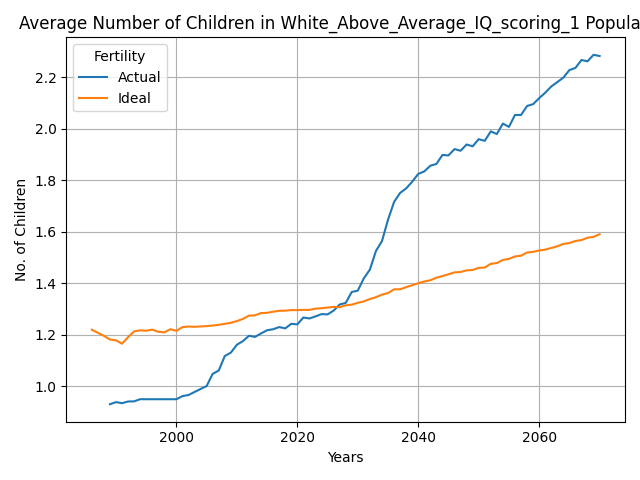 Average Number of Children in White_Above_Average_IQ_scoring_1 Popula
Fertility
Actual
Ideal
2.2
2.0
1.8
1.6
1.4
1.2
1.0
No. of Children
2000
2020
2040
2060
Years